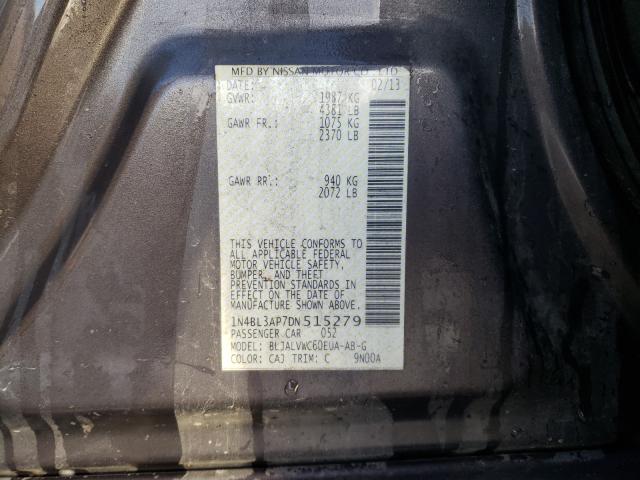 MFD BY NISSAN MOTOR CO., LTD
DATE: 02/13
GVWR: 1987 KG
4381 LB
GAWR FR.: 1075 KG
2370 LB
GAWR RR.: 940 KG
2072 LB
THIS VEHICLE CONFORMS TO
ALL APPLICABLE FEDERAL
MOTOR VEHICLE SAFETY,
BUMPER, AND THEFT
PREVENTION STANDARDS IN
EFFECT ON THE DATE OF
MANUFACTURE SHOWN ABOVE.
1N4BL3AP7DN515279
PASSENGER CAR 052
MODEL: BLJALVWC60EUA-AB-G
COLOR: CAJ TRIM: C 9N00A